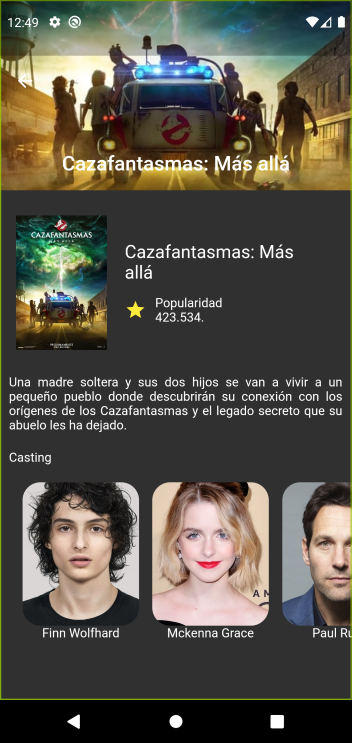 12:49
Cazafantasmas: Más allá
CAZAFANTASMAS
MÁS ALLÁ
Cazafantasmas: Más
allá
Popularidad
423.534.
Una madre soltera y sus dos hijos se van a vivir a un
pequeño pueblo donde descubrirán su conexión con los
orígenes de los Cazafantasmas y el legado secreto que su
abuelo les ha dejado.
Casting
A M
Finn Wolfhard
Mckenna Grace
Paul Ru